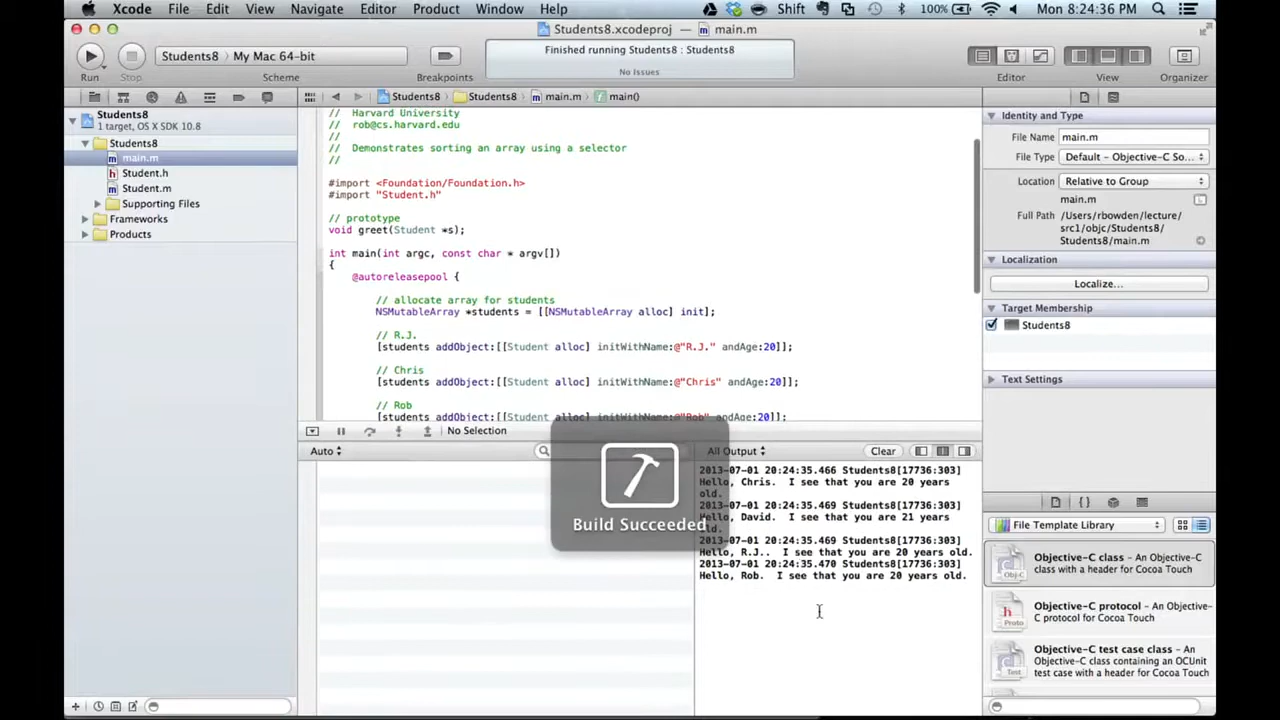 Xcode File Edit View Navigate Editor Product Window Help Shift 100% Mon 8:24:36 PM
Students8.xcodeproj — main.m
Run Stop
Students8 〉 My Mac 64-bit
Scheme
Breakpoints
Finished running Students8 : Students8
No Issues
Editor View Organizer
Students8
1 target, OS X SDK 10.8
Students8
main.m
Student.h
Student.m
Supporting Files
Frameworks
Products
Students8 Students8 main.m main()
// Harvard University
// rob@cs.harvard.edu
//
// Demonstrates sorting an array using a selector
//
#import <Foundation/Foundation.h>
#import "Student.h"
// prototype
void greet(Student *s);
int main(int argc, const char * argv[])
{
@autoreleasepool {
// allocate array for students
NSMutableArray *students = [[NSMutableArray alloc] init];
// R.J.
[students addObject:[[Student alloc] initWithName:@"R.J." andAge:20]];
// Chris
[students addObject:[[Student alloc] initWithName:@"Chris" andAge:20]];
// Rob
[students addObject:[[Student alloc] initWithName:@"Rob" andAge:20]];
No Selection
Auto
All Output
Clear
2013-07-01 20:24:35.466 Students8[17736:303]
Hello, Chris. I see that you are 20 years
old.
2013-07-01 20:24:35.469 Students8[17736:303]
Hello, David. I see that you are 21 years
old.
2013-07-01 20:24:35.469 Students8[17736:303]
Hello, R.J.. I see that you are 20 years old.
2013-07-01 20:24:35.470 Students8[17736:303]
Hello, Rob. I see that you are 20 years old.
Build Succeeded
Identity and Type
File Name main.m
File Type Default - Objective-C So...
Location Relative to Group
main.m
Full Path /Users/rbowden/lecture/
src1/objc/Students8/
Students8/main.m
Localization
Localize...
Target Membership
Students8
Text Settings
{ }
File Template Library
Objective-C class - An Objective-
C class with a header for Cocoa Touch
Obj-C
Objective-C protocol - An Objective-
C protocol for Cocoa Touch
Proto
Objective-C test case class - An
Objective-C class containing an OCUnit
test case with a header for Cocoa Touch
Test